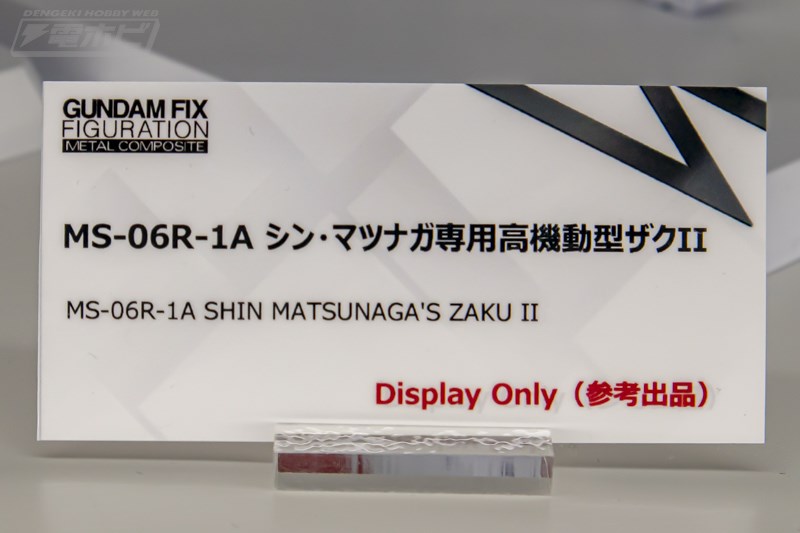 DENGEKI HOBBY WEB
電ホビ
GUNDAM FIX
FIGURATION
METAL COMPOSITE
MS-06R-1A シン・マツナガ専用高機動型ザクII
MS-06R-1A SHIN MATSUNAGA'S ZAKU II
Display Only（参考出品）